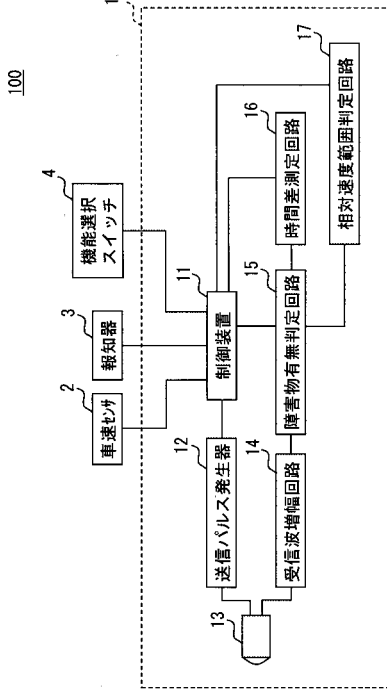 100
1
4
機能選択
スイッチ
3
報知器
2
車速センサ
11
制御装置
12
送信パルス発生器
13
14
受信波増幅回路
15
障害物有無判定回路
16
時間差測定回路
17
相対速度範囲判定回路